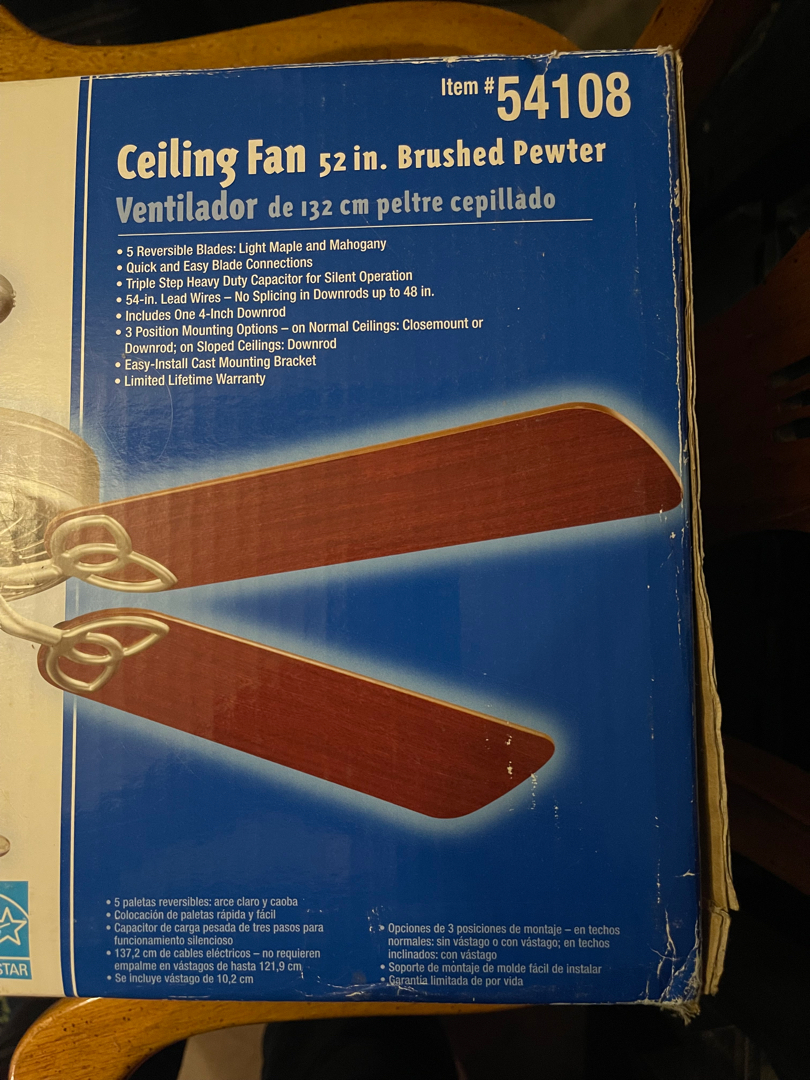 Item #54108
Ceiling Fan 52 in. Brushed Pewter
Ventilador de 132 cm peltre cepillado
• 5 Reversible Blades: Light Maple and Mahogany
• Quick and Easy Blade Connections
• Triple Step Heavy Duty Capacitor for Silent Operation
• 54-in. Lead Wires – No Splicing in Downrods up to 48 in.
• Includes One 4-Inch Downrod
• 3 Position Mounting Options – on Normal Ceilings: Closemount or
Downrod; on Sloped Ceilings: Downrod
• Easy-Install Cast Mounting Bracket
• Limited Lifetime Warranty
• 5 paletas reversibles: arce claro y caoba
• Colocación de paletas rápida y fácil
• Capacitor de carga pesada de tres pasos para
funcionamiento silencioso
• 137,2 cm de cables eléctricos – no requieren
empalme en vástagos de hasta 121,9 cm
• Se incluye vástago de 10,2 cm
• Opciones de 3 posiciones de montaje – en techos
normales: sin vástago o con vástago; en techos
inclinados: con vástago
• Soporte de montaje de molde fácil de instalar
• Garantía limitada de por vida
STAR